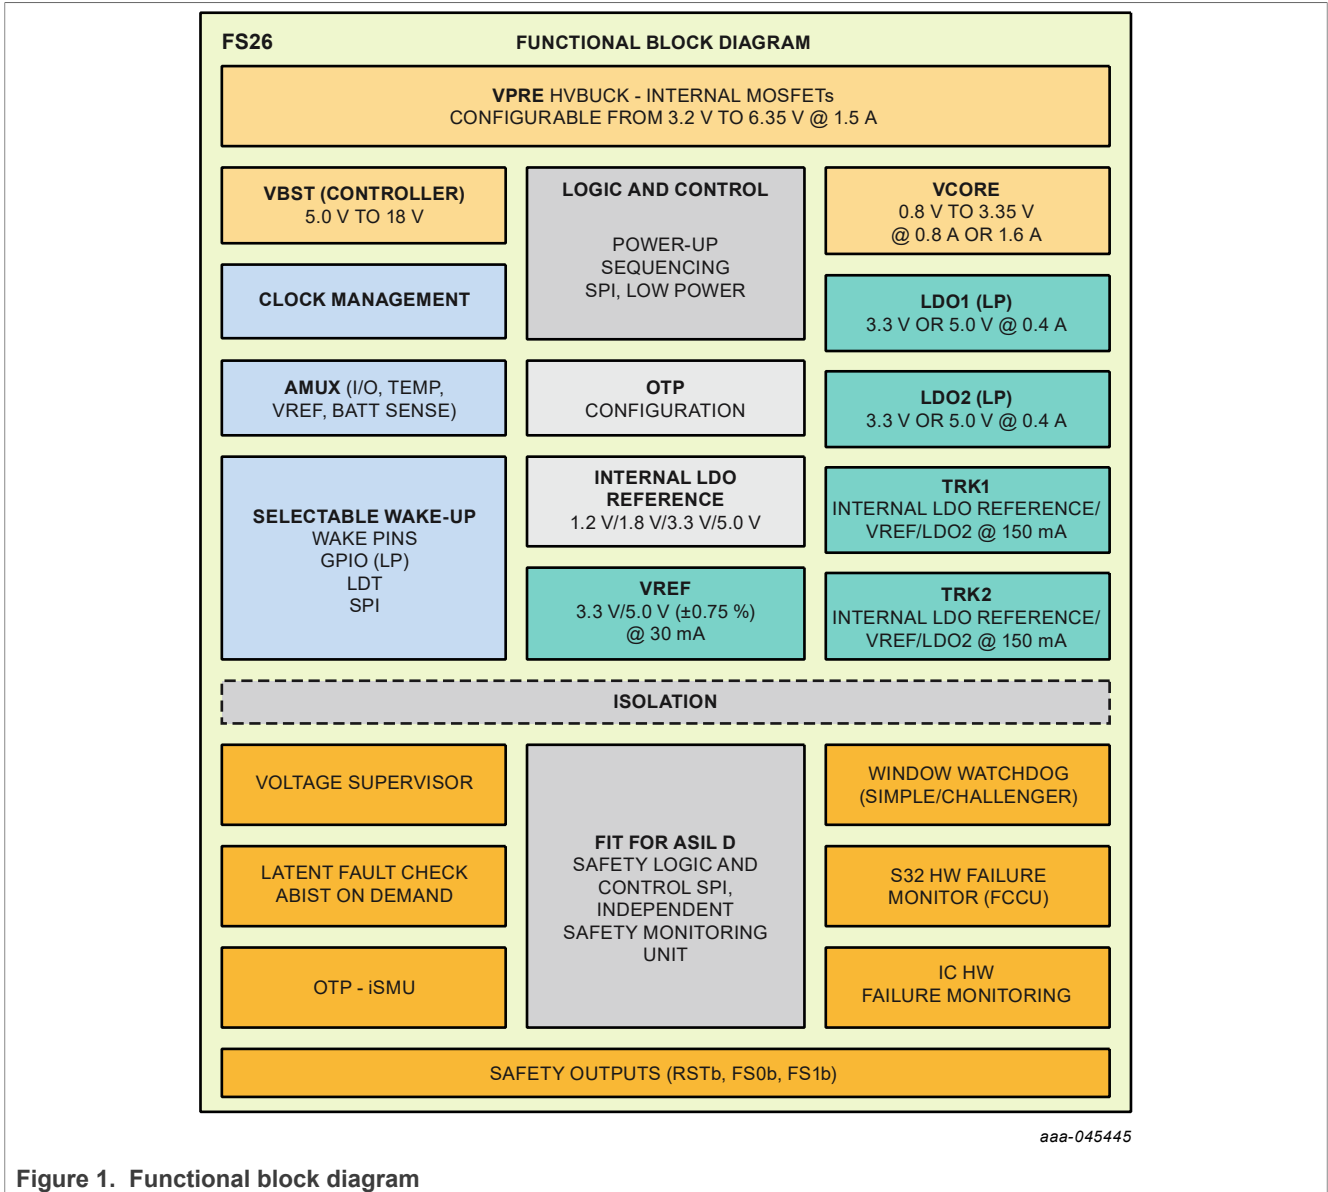 FS26
FUNCTIONAL BLOCK DIAGRAM
VPRE HVBUCK - INTERNAL MOSFETs
CONFIGURABLE FROM 3.2 V TO 6.35 V @ 1.5 A
VBST (CONTROLLER)
5.0 V TO 18 V
LOGIC AND CONTROL
POWER-UP
SEQUENCING
SPI, LOW POWER
VCORE
0.8 V TO 3.35 V
@ 0.8 A OR 1.6 A
CLOCK MANAGEMENT
LDO1 (LP)
3.3 V OR 5.0 V @ 0.4 A
AMUX (I/O, TEMP,
VREF, BATT SENSE)
OTP
CONFIGURATION
LDO2 (LP)
3.3 V OR 5.0 V @ 0.4 A
SELECTABLE WAKE-UP
WAKE PINS
GPIO (LP)
LDT
SPI
INTERNAL LDO
REFERENCE
1.2 V/1.8 V/3.3 V/5.0 V
TRK1
INTERNAL LDO REFERENCE/
VREF/LDO2 @ 150 mA
VREF
3.3 V/5.0 V (±0.75 %)
@ 30 mA
TRK2
INTERNAL LDO REFERENCE/
VREF/LDO2 @ 150 mA
ISOLATION
VOLTAGE SUPERVISOR
FIT FOR ASIL D
SAFETY LOGIC AND
CONTROL SPI,
INDEPENDENT
SAFETY MONITORING
UNIT
WINDOW WATCHDOG
(SIMPLE/CHALLENGER)
LATENT FAULT CHECK
ABIST ON DEMAND
S32 HW FAILURE
MONITOR (FCCU)
OTP - iSMU
IC HW
FAILURE MONITORING
SAFETY OUTPUTS (RSTb, FS0b, FS1b)
aaa-045445
Figure 1. Functional block diagram